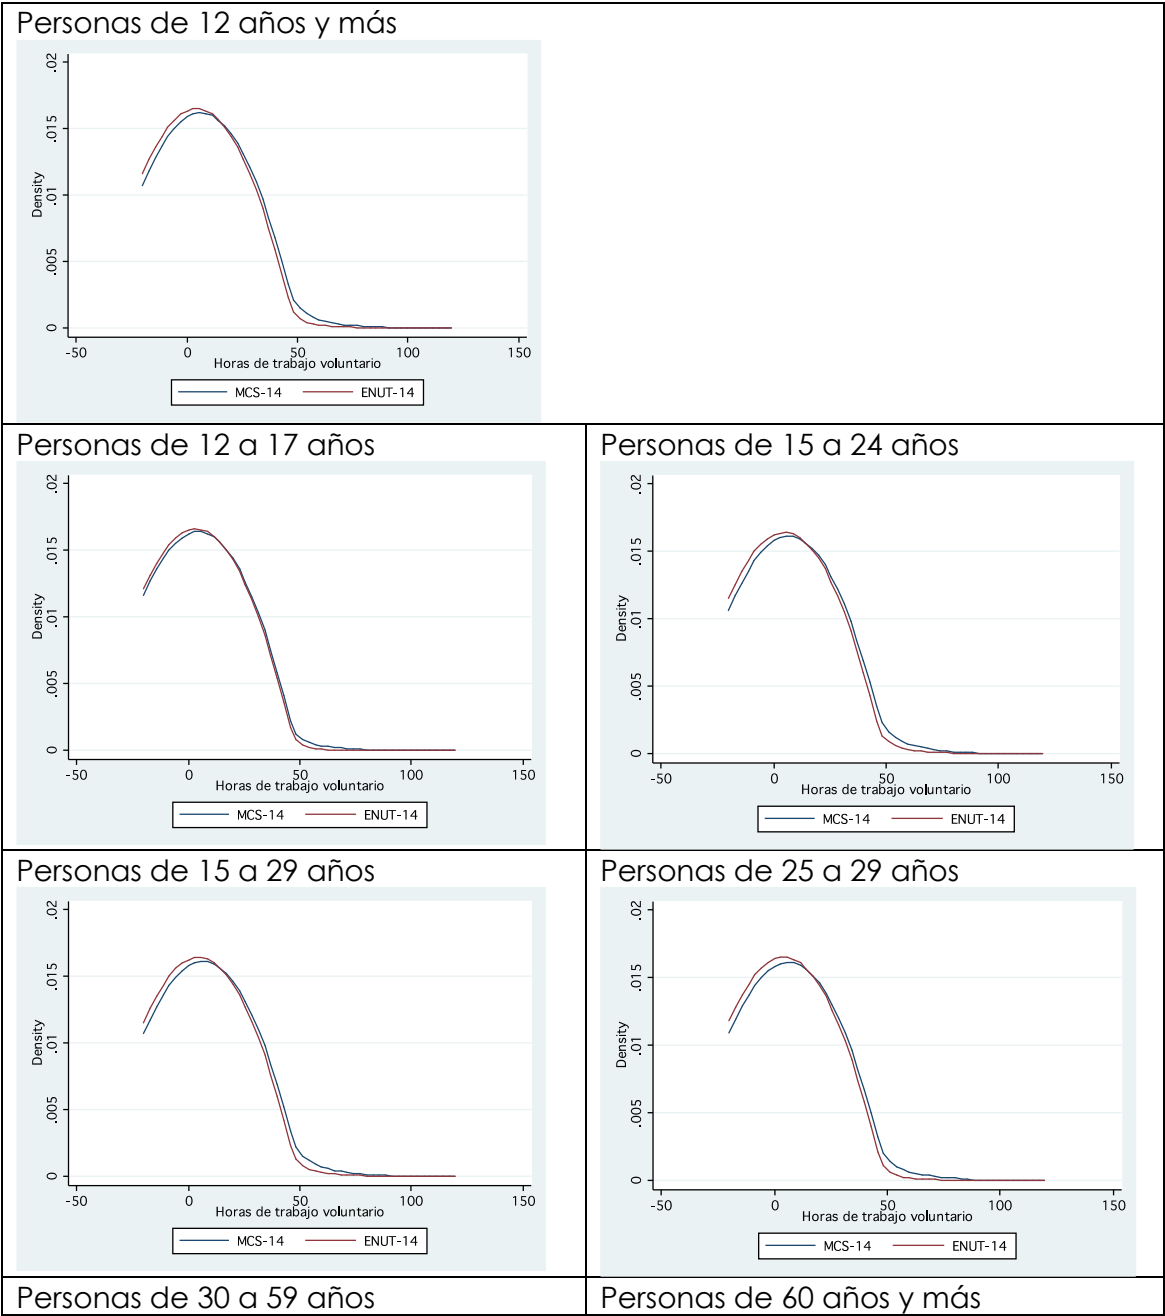 Personas de 12 años y más
.02
.015
.01
.005
0
Density
-50 0 50 100 150
Horas de trabajo voluntario
MCS-14 ENUT-14
Personas de 12 a 17 años
.02
.015
.01
.005
0
Density
-50 0 50 100 150
Horas de trabajo voluntario
MCS-14 ENUT-14
Personas de 15 a 24 años
.02
.015
.01
.005
0
Density
-50 0 50 100 150
Horas de trabajo voluntario
MCS-14 ENUT-14
Personas de 15 a 29 años
.02
.015
.01
.005
0
Density
-50 0 50 100 150
Horas de trabajo voluntario
MCS-14 ENUT-14
Personas de 25 a 29 años
.02
.015
.01
.005
0
Density
-50 0 50 100 150
Horas de trabajo voluntario
MCS-14 ENUT-14
Personas de 30 a 59 años
Personas de 60 años y más